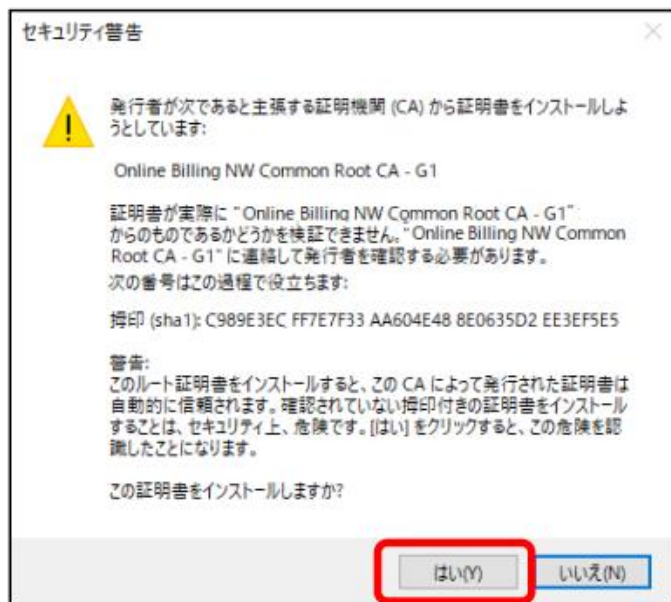 セキュリティ警告
発行者が次であると主張する証明機関 (CA) から証明書をインストールしよ
うとしています:
Online Billing NW Common Root CA - G1
証明書が実際に "Online Billing NW Common Root CA - G1"
からのものであるかどうかを検証できません。"Online Billing NW Common
Root CA - G1" に連絡して発行者を確認する必要があります。
次の番号はこの過程で役立ちます:
拇印 (sha1): C989E3EC FF7E7F33 AA604E48 8E0635D2 EE3EF5E5
警告:
このルート証明書をインストールすると、この CA によって発行された証明書は
自動的に信頼されます。確認されていない拇印付きの証明書をインストール
することは、セキュリティ上、危険です。[はい] をクリックすると、この危険を認
識したことになります。
この証明書をインストールしますか?
はい(Y)
いいえ(N)